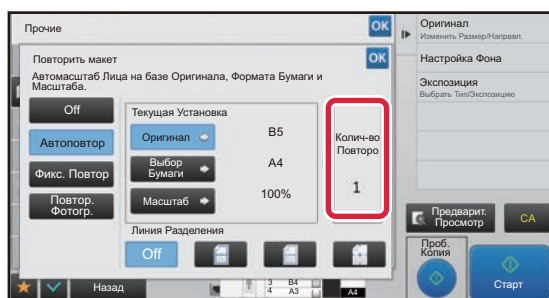 Прочие
OK
Повторить макет
OK
Автомасштаб Лица на базе Оригинала, Формата Бумаги и
Масштаба.
Off
Автоповтор
Фикс. Повтор
Повтор.
Фотогр.
Текущая Установка
Оригинал
B5
Выбор
Бумаги
A4
Масштаб
100%
Колич-во
Повторо
1
Линия Разделения
Off
Назад
3 B4
4 A3
A4
Оригинал
Изменить Размер/Направл.
Настройка Фона
Экспозиция
Выбрать Тип/Экспозицию
Предварит.
Просмотр
CA
Проб.
Копия
Старт